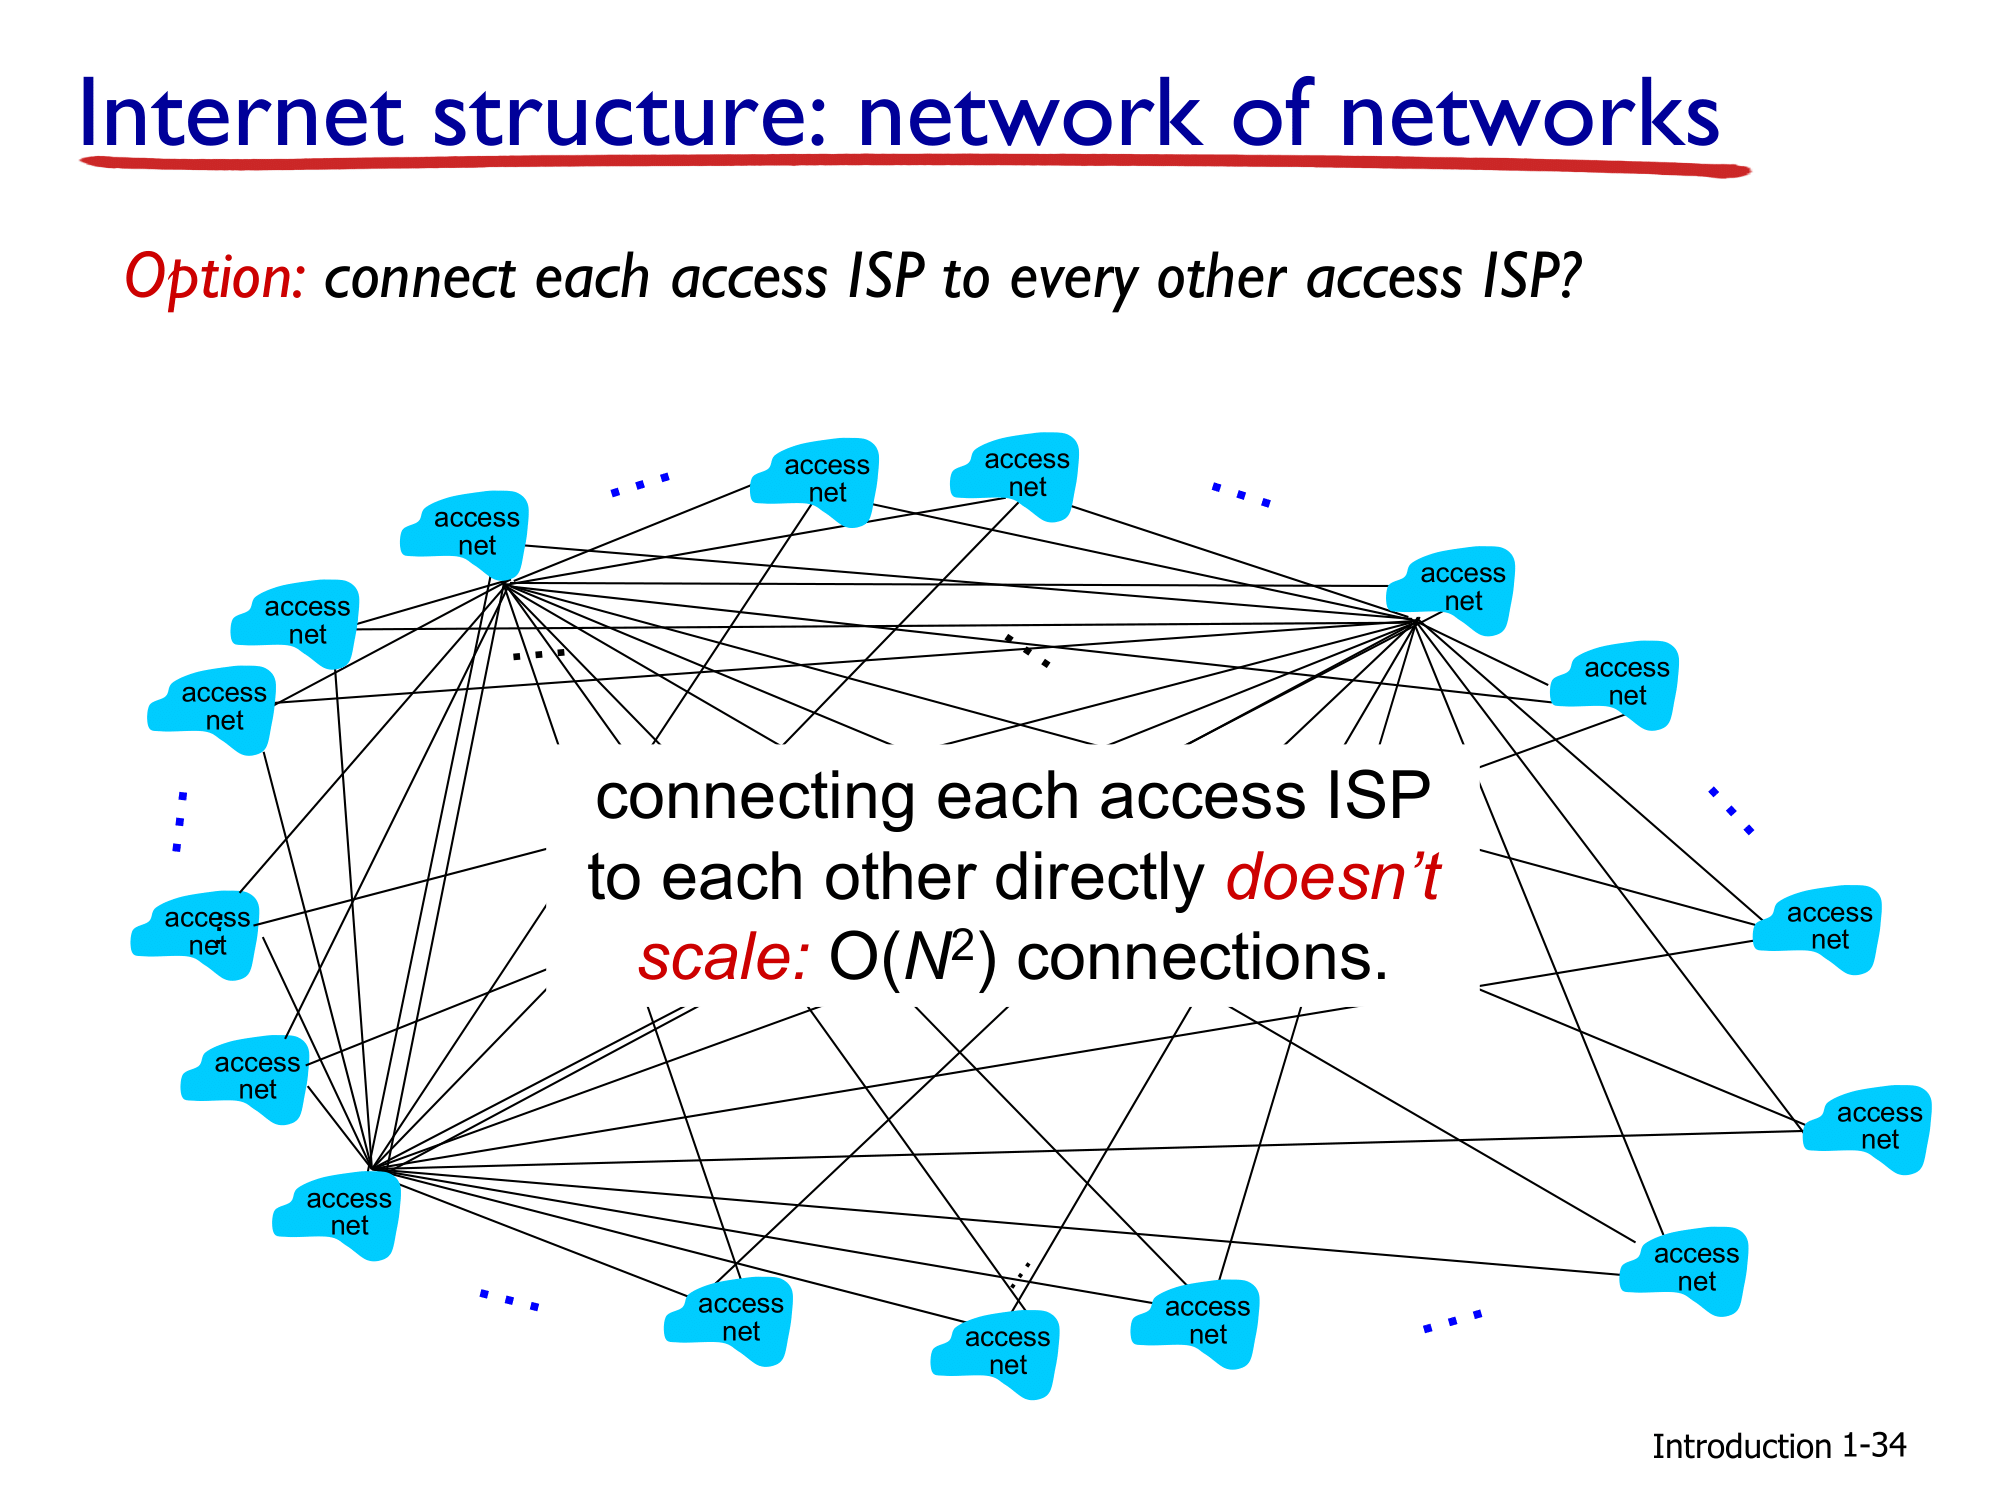 Internet structure: network of networks
Option: connect each access ISP to every other access ISP?
access
net
access
net
access
net
access
net
access
net
access
net
access
net
access
net
connecting each access ISP
to each other directly doesn’t
scale: O(N²) connections.
access
net
access
net
access
net
access
net
access
net
access
net
access
net
access
net
Introduction 1-34